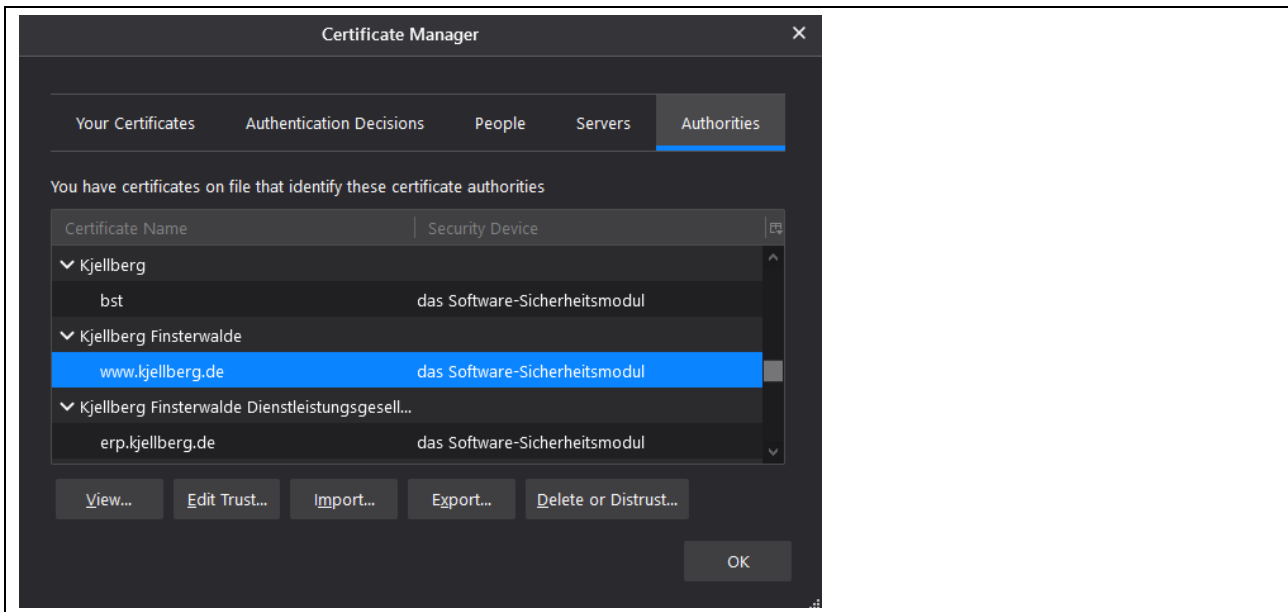 Certificate Manager
Your Certificates Authentication Decisions People Servers Authorities
You have certificates on file that identify these certificate authorities
Certificate Name Security Device
Kjellberg
bst das Software-Sicherheitsmodul
Kjellberg Finsterwalde
www.kjellberg.de das Software-Sicherheitsmodul
Kjellberg Finsterwalde Dienstleistungsgesell...
erp.kjellberg.de das Software-Sicherheitsmodul
View... Edit Trust... Import... Export... Delete or Distrust...
OK